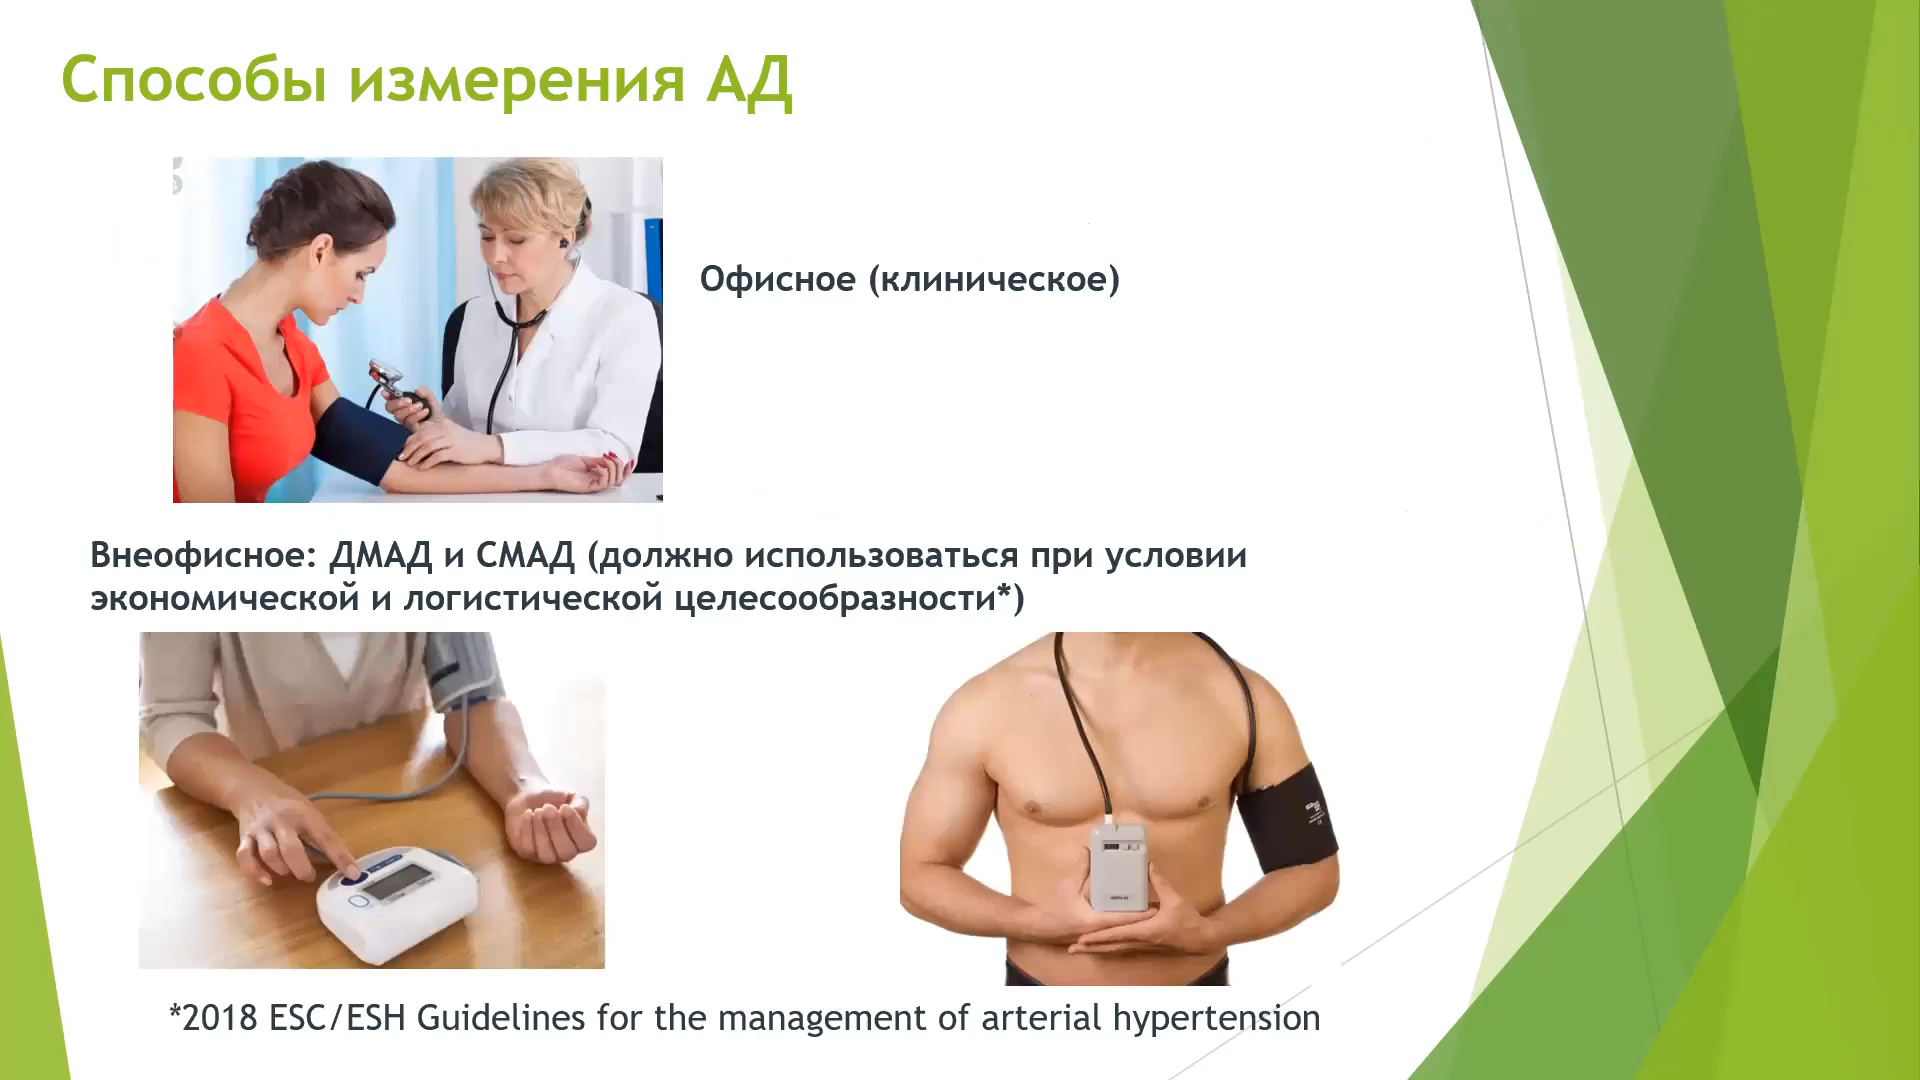 Способы измерения АД
Офисное (клиническое)
Внеофисное: ДМАД и СМАД (должно использоваться при условии
экономической и логистической целесообразности*)
*2018 ESC/ESH Guidelines for the management of arterial hypertension